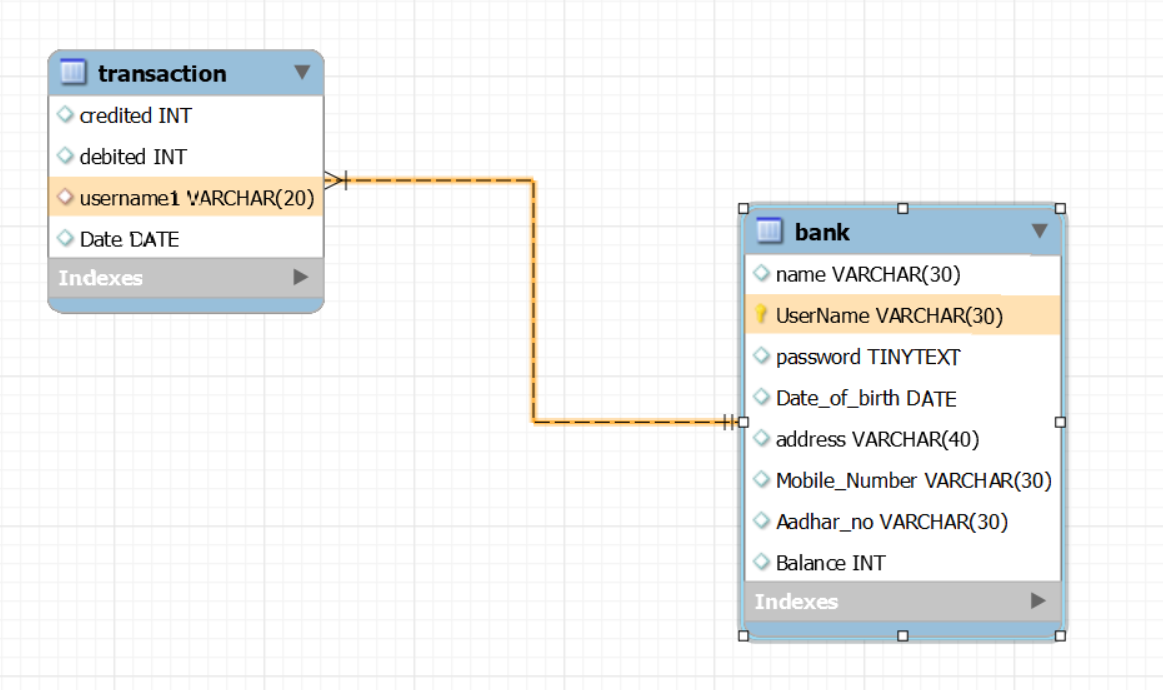 transaction
credited INT
debited INT
username1 VARCHAR(20)
Date DATE
Indexes
bank
name VARCHAR(30)
UserName VARCHAR(30)
password TINYTEXT
Date_of_birth DATE
address VARCHAR(40)
Mobile_Number VARCHAR(30)
Aadhar_no VARCHAR(30)
Balance INT
Indexes